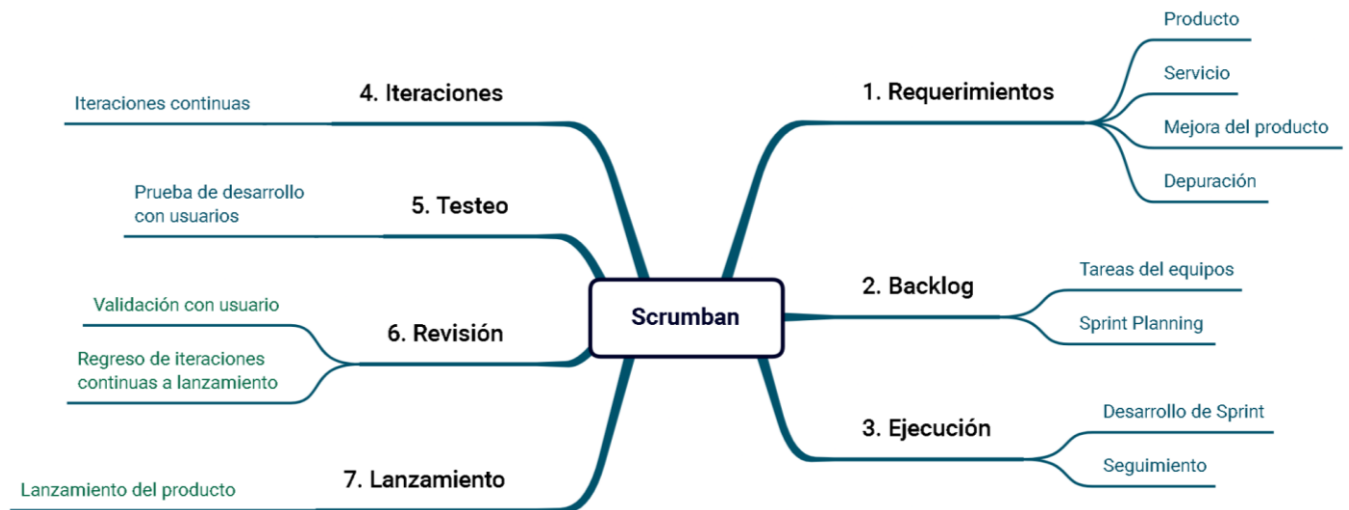 Scrumban
1. Requerimientos
Producto
Servicio
Mejora del producto
Depuración
2. Backlog
Tareas del equipos
Sprint Planning
3. Ejecución
Desarrollo de Sprint
Seguimiento
4. Iteraciones
Iteraciones continuas
5. Testeo
Prueba de desarrollo
con usuarios
6. Revisión
Validación con usuario
Regreso de iteraciones
continuas a lanzamiento
7. Lanzamiento
Lanzamiento del producto